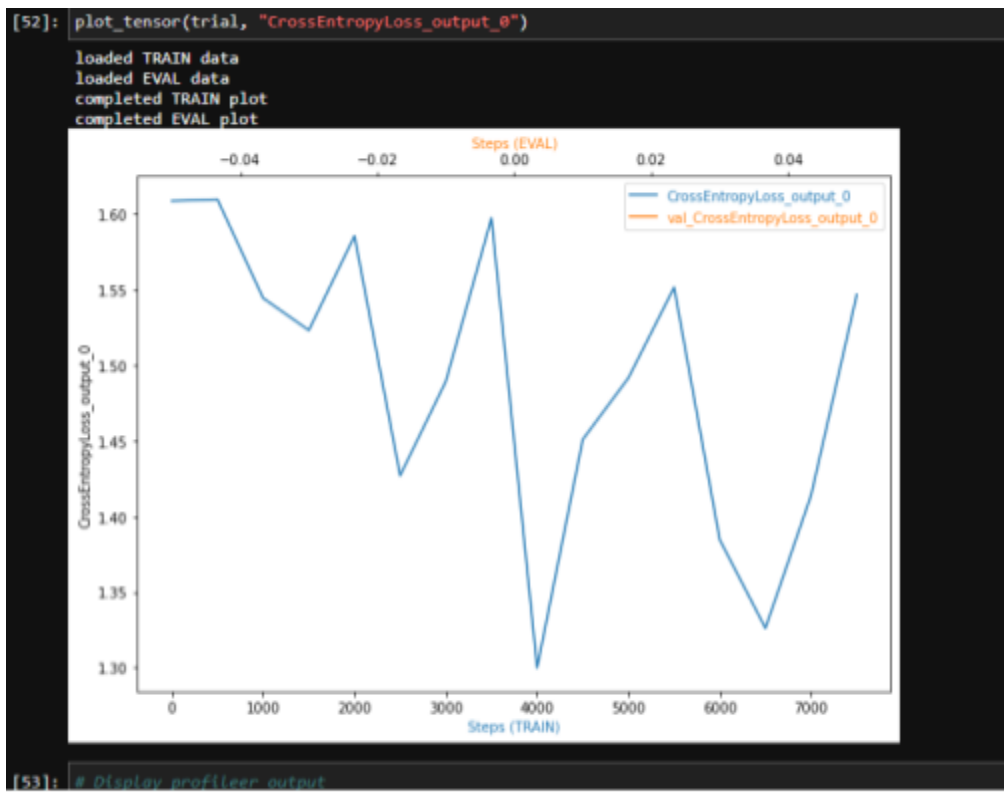 [52]: plot_tensor(trial, "CrossEntropyLoss_output_0")
loaded TRAIN data
loaded EVAL data
completed TRAIN plot
completed EVAL plot
Steps (EVAL)
−0.04 −0.02 0.00 0.02 0.04
CrossEntropyLoss_output_0
val_CrossEntropyLoss_output_0
1.60
1.55
1.50
1.45
1.40
1.35
1.30
CrossEntropyLoss_output_0
0 1000 2000 3000 4000 5000 6000 7000
Steps (TRAIN)
[53]: # Display profileer output